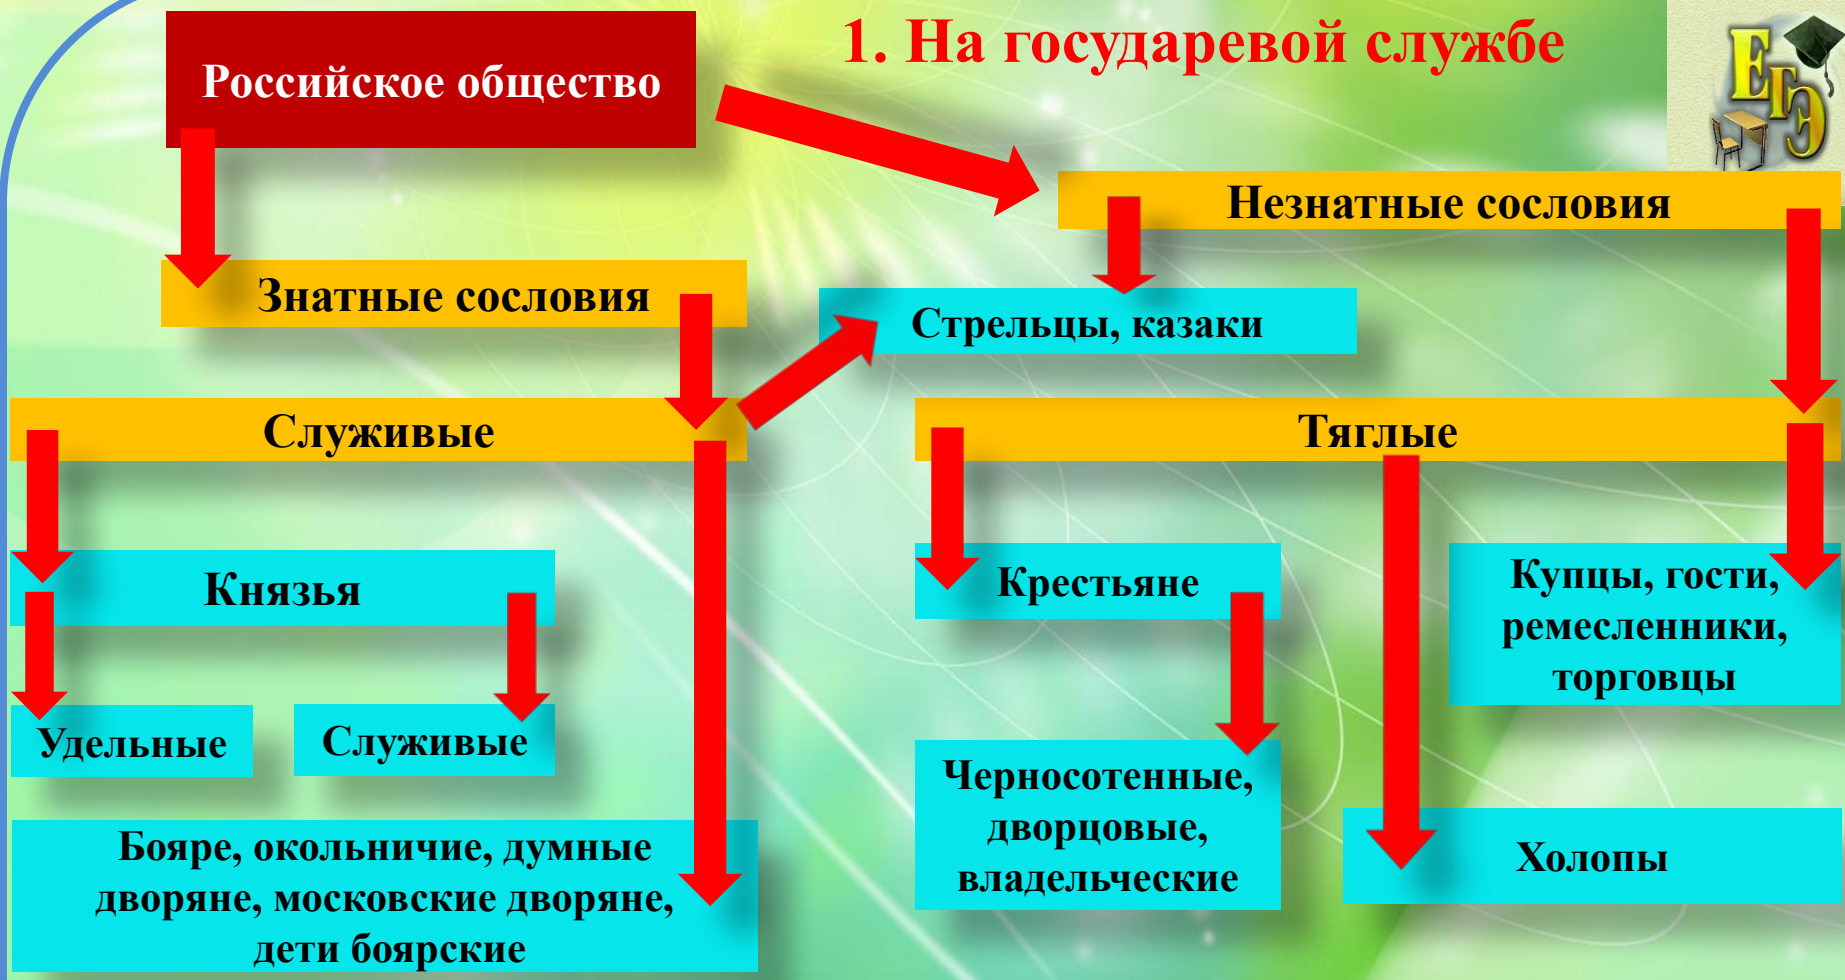 1. На государевой службе
ЕГЭ
Российское общество
Незнатные сословия
Знатные сословия
Стрельцы, казаки
Служивые
Тяглые
Князья
Крестьяне
Купцы, гости,
ремесленники,
торговцы
Удельные
Служивые
Черносотенные,
дворцовые,
владельческие
Холопы
Бояре, окольничие, думные
дворяне, московские дворяне,
дети боярские